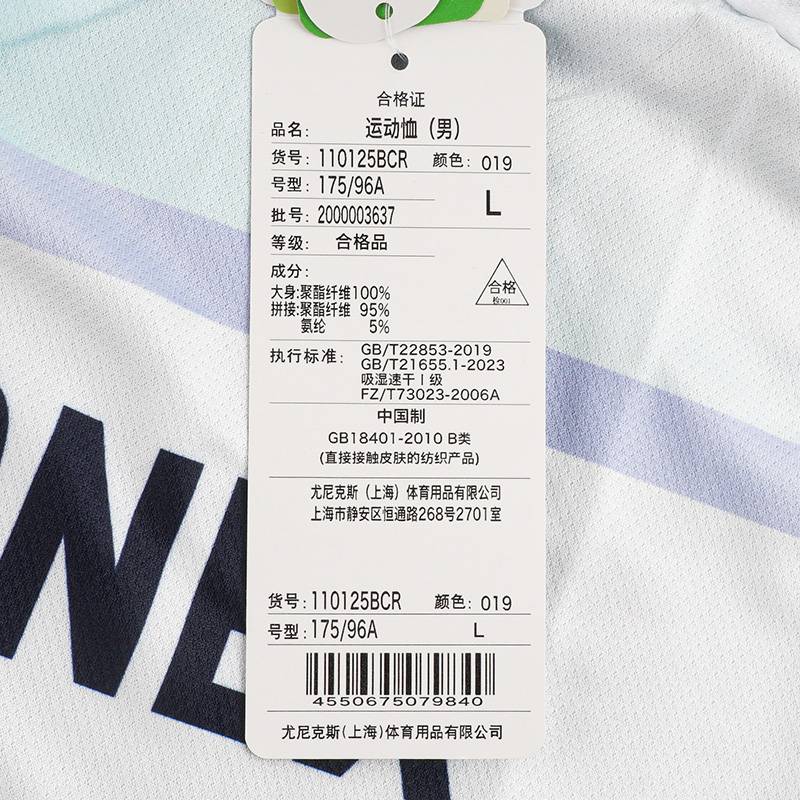 合格证
品名: 运动恤（男）
货号: 110125BCR 颜色: 019
号型: 175/96A
L
批号: 2000003637
等级: 合格品
成分:
大身:聚酯纤维100%
拼接:聚酯纤维 95%
氨纶 5%
合格
检001
执行标准: GB/T22853-2019
GB/T21655.1-2023
吸湿速干 I 级
FZ/T73023-2006A
中国制
GB18401-2010 B类
(直接接触皮肤的纺织产品)
尤尼克斯（上海）体育用品有限公司
上海市静安区恒通路268号2701室
货号: 110125BCR 颜色: 019
号型: 175/96A L
4550675079840
尤尼克斯(上海)体育用品有限公司
ONEX